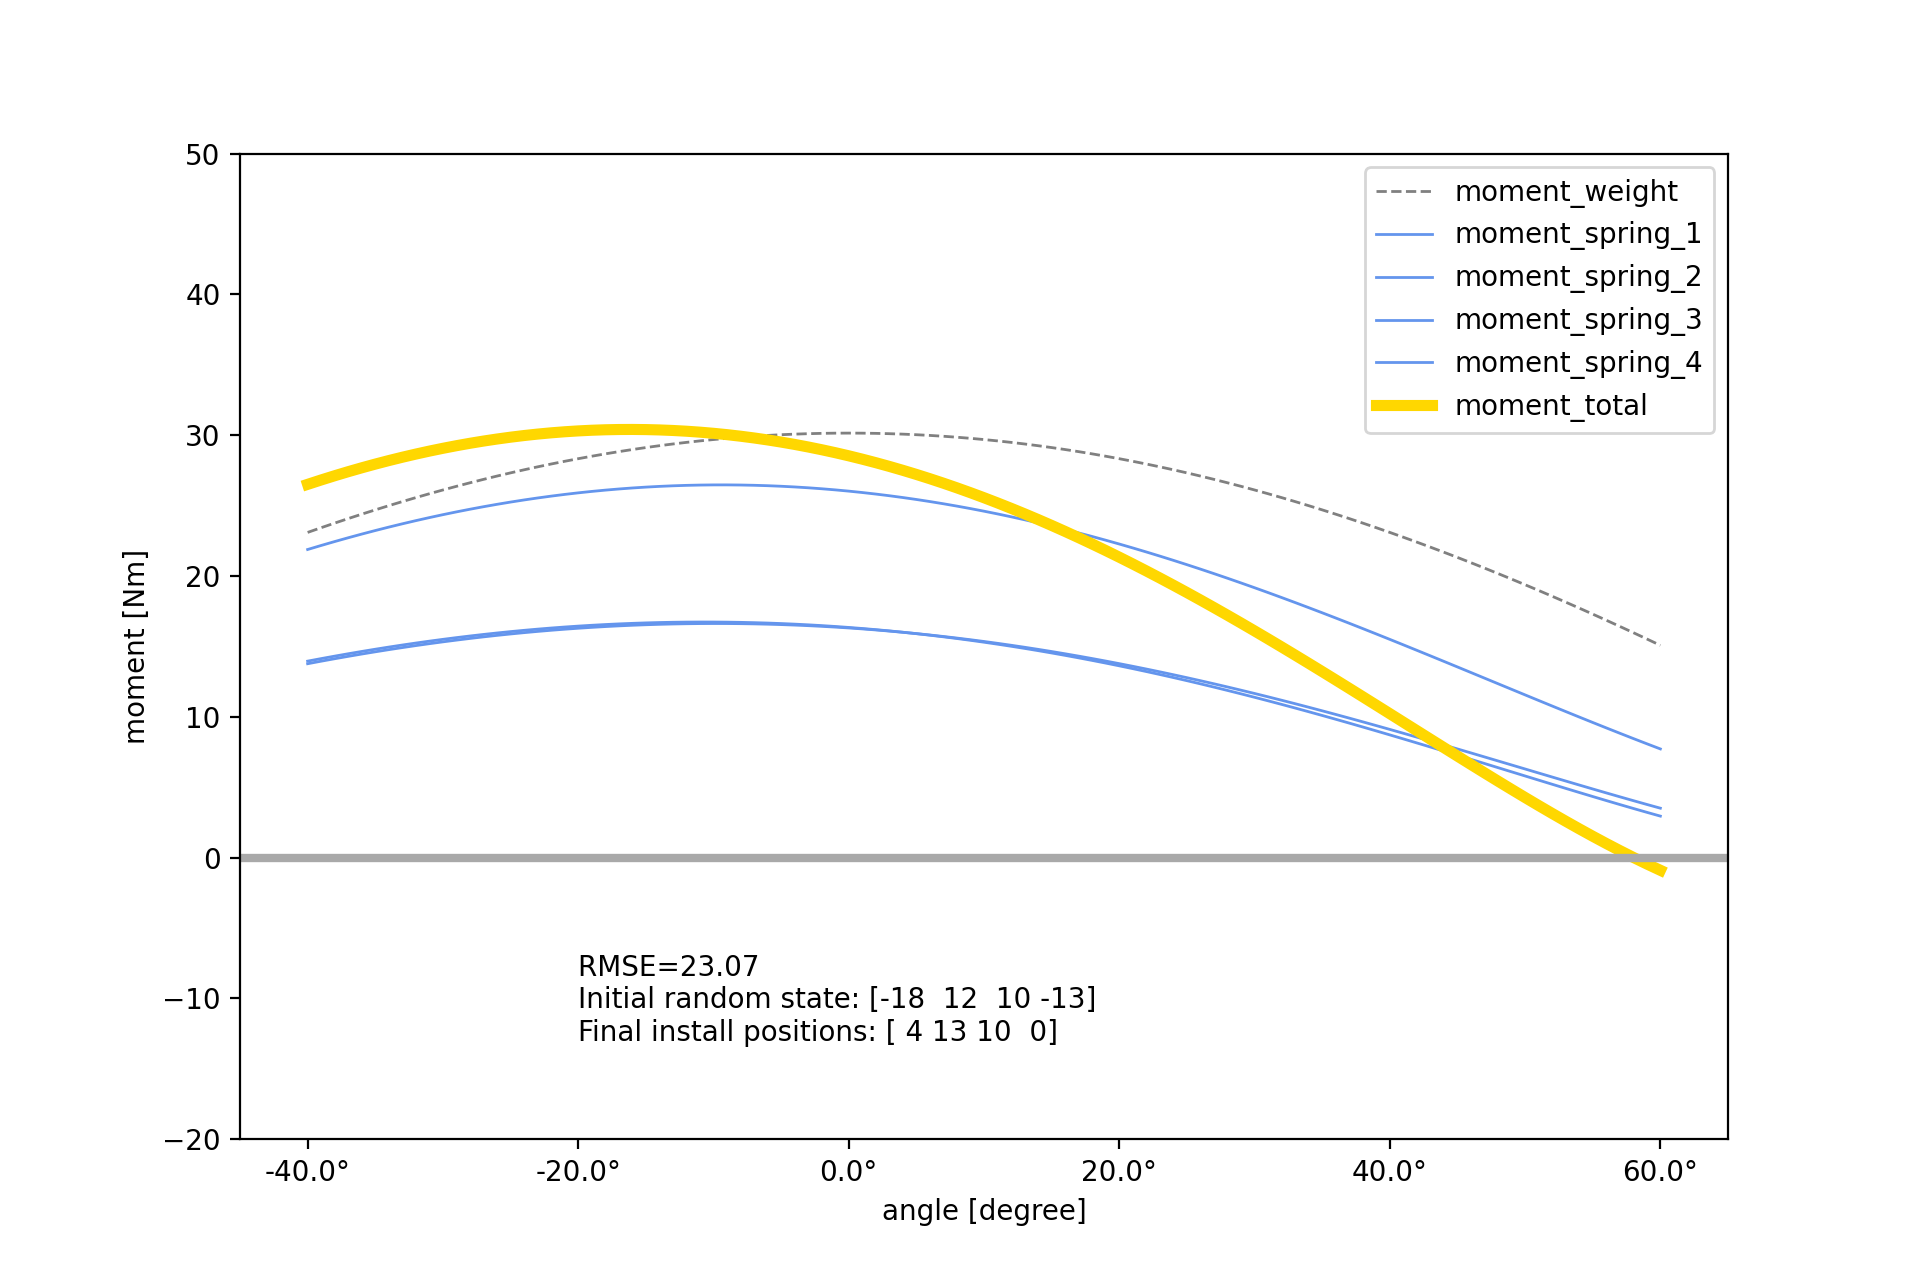 50
40
30
20
10
0
−10
−20
moment [Nm]
moment_weight
moment_spring_1
moment_spring_2
moment_spring_3
moment_spring_4
moment_total
RMSE=23.07
Initial random state: [-18  12  10 -13]
Final install positions: [ 4 13 10  0]
-40.0° -20.0° 0.0° 20.0° 40.0° 60.0°
angle [degree]